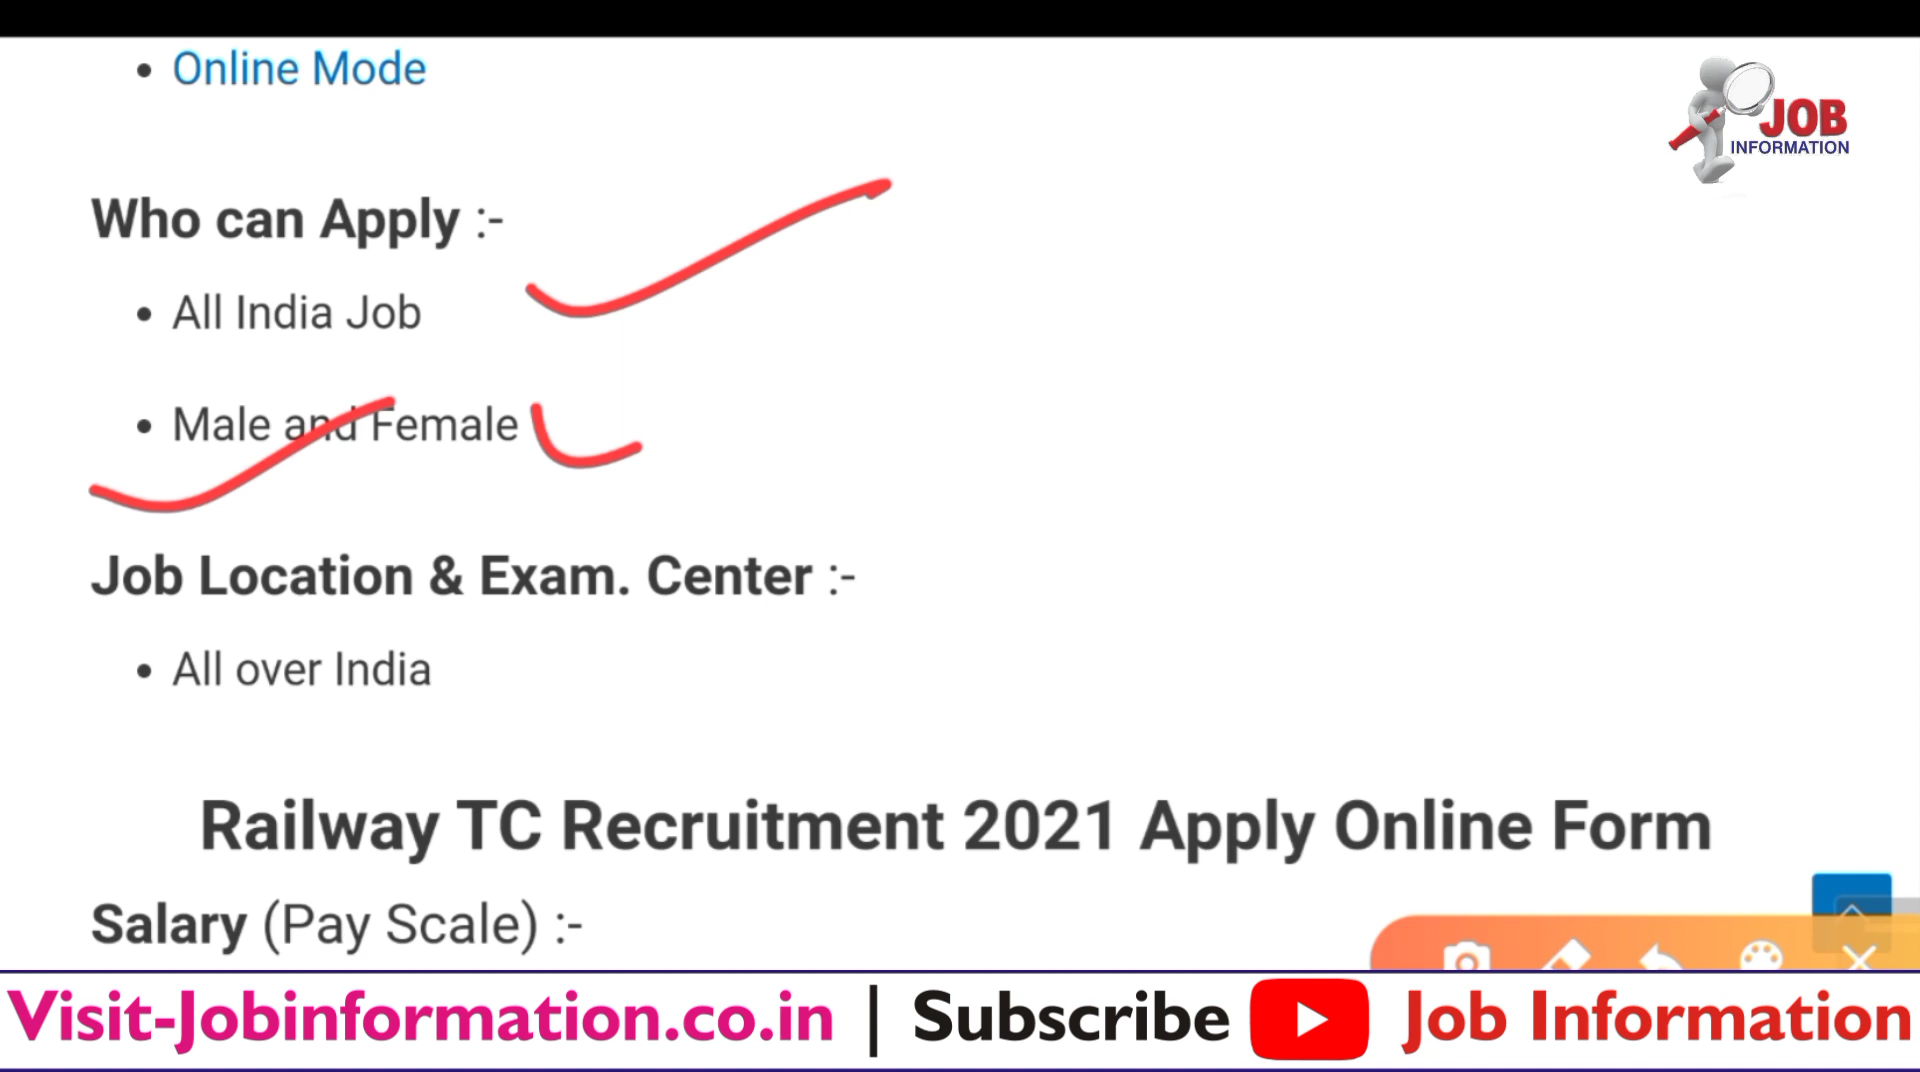 Online Mode
JOB
INFORMATION
Who can Apply :-
All India Job
Male and Female
Job Location & Exam. Center :-
All over India
Railway TC Recruitment 2021 Apply Online Form
Salary (Pay Scale) :-
Visit-Jobinformation.co.in | Subscribe Job Information